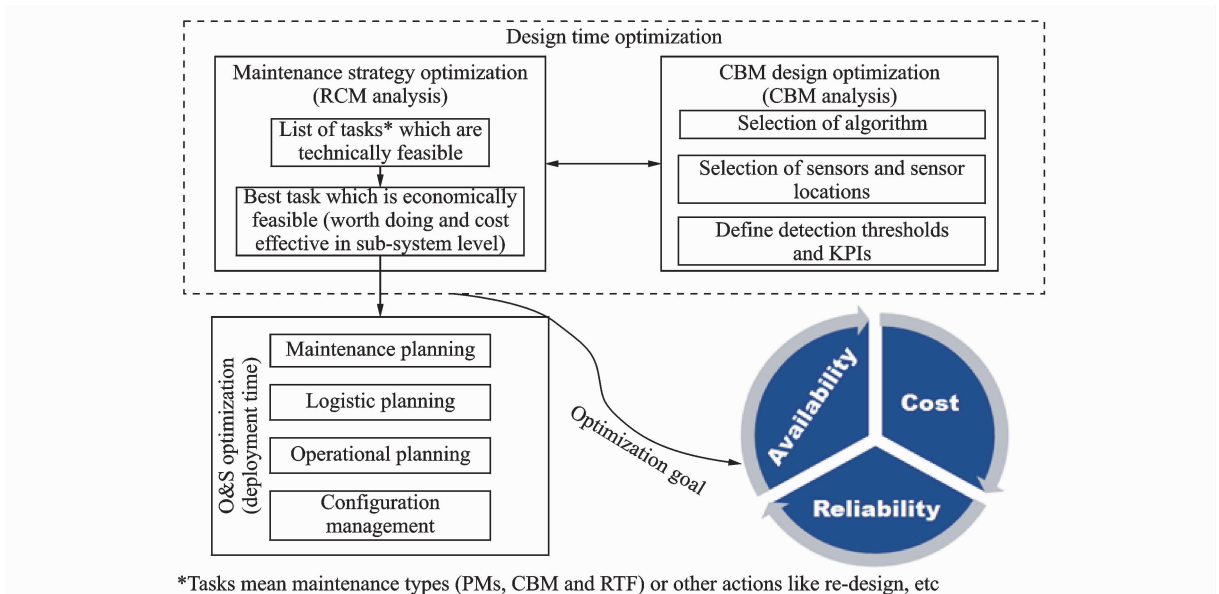 Design time optimization
Maintenance strategy optimization
(RCM analysis)
List of tasks* which are
technically feasible
Best task which is economically
feasible (worth doing and cost
effective in sub-system level)
CBM design optimization
(CBM analysis)
Selection of algorithm
Selection of sensors and sensor
locations
Define detection thresholds
and KPIs
O&S optimization
(deployment time)
Maintenance planning
Logistic planning
Operational planning
Configuration
management
Optimization goal
Availability
Cost
Reliability
*Tasks mean maintenance types (PMs, CBM and RTF) or other actions like re-design, etc